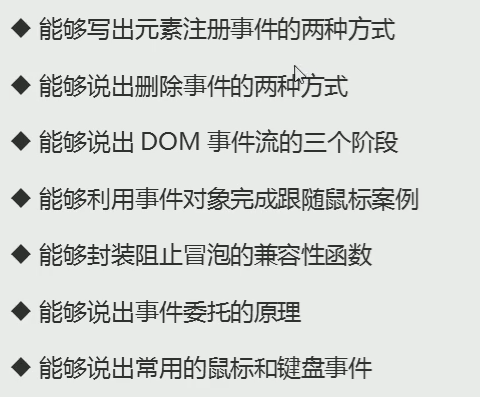 ◆ 能够写出元素注册事件的两种方式
◆ 能够说出删除事件的两种方式
◆ 能够说出 DOM 事件流的三个阶段
◆ 能够利用事件对象完成跟随鼠标案例
◆ 能够封装阻止冒泡的兼容性函数
◆ 能够说出事件委托的原理
◆ 能够说出常用的鼠标和键盘事件